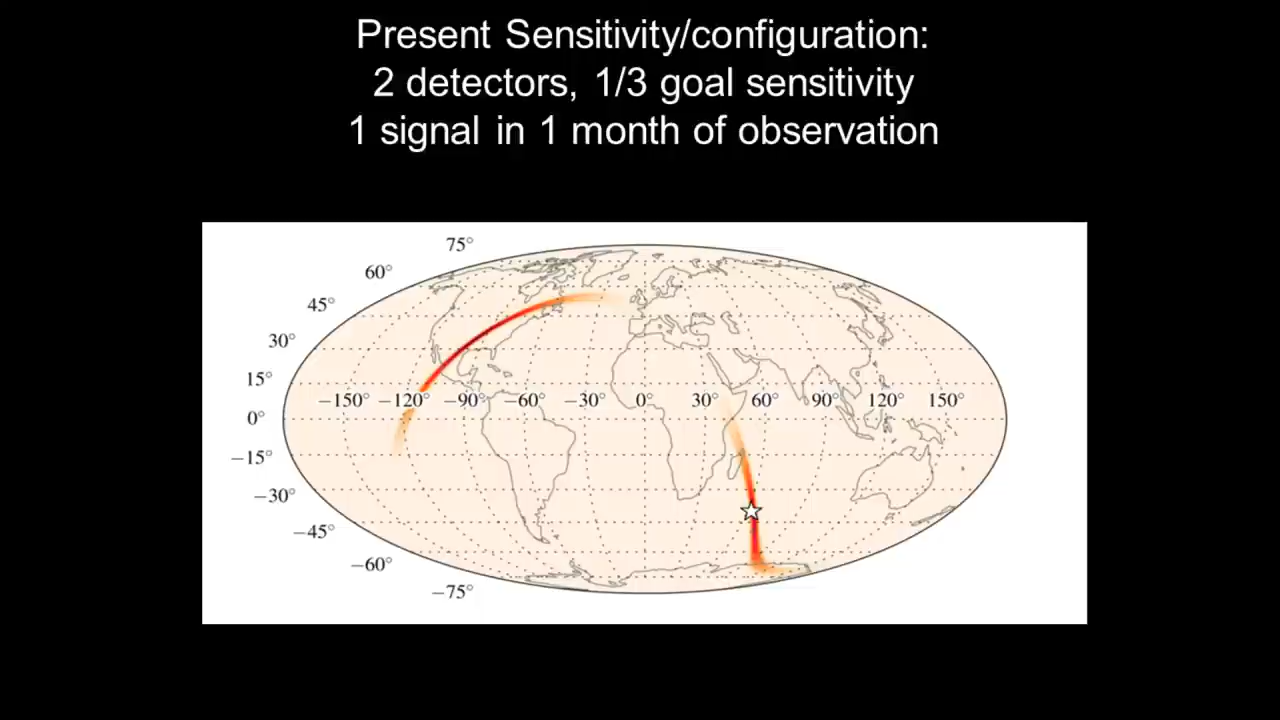 Present Sensitivity/configuration:
2 detectors, 1/3 goal sensitivity
1 signal in 1 month of observation
75°
60°
45°
30°
15°
−150° −120° −90° −60° −30° 0° 30° 60° 90° 120° 150°
0°
−15°
−30°
−45°
−60°
−75°